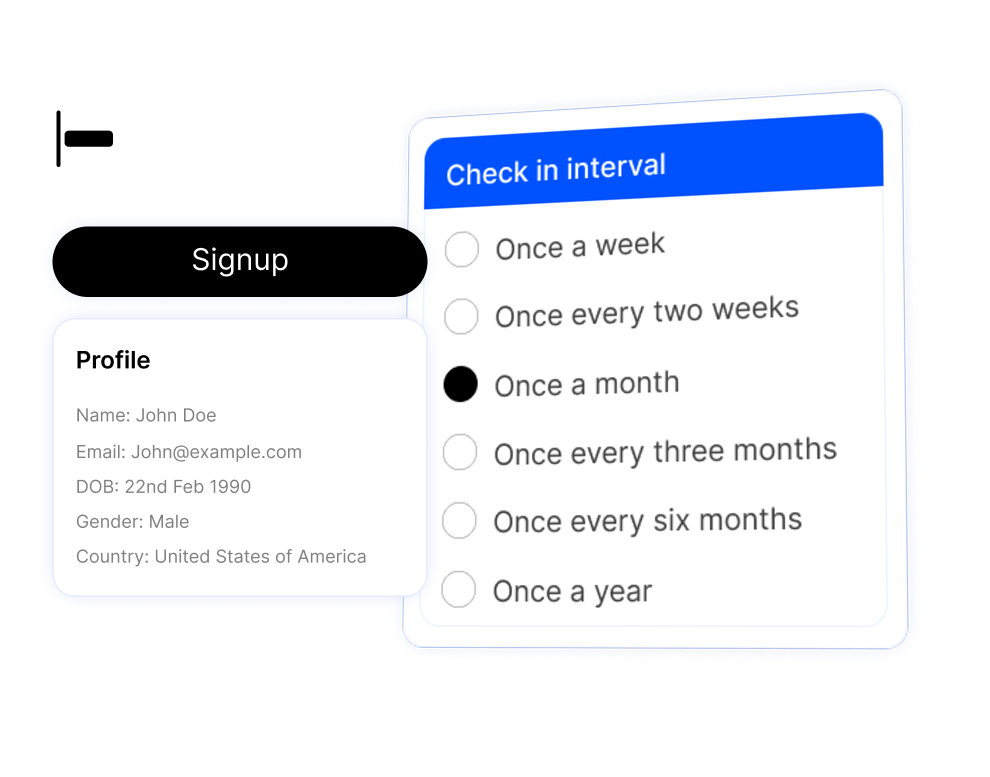 Signup
Profile
Name: John Doe
Email: John@example.com
DOB: 22nd Feb 1990
Gender: Male
Country: United States of America
Check in interval
Once a week
Once every two weeks
Once a month
Once every three months
Once every six months
Once a year